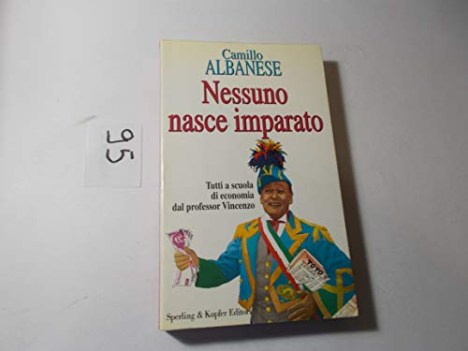 Camillo
ALBANESE
Nessuno
nasce imparato
Tutti a scuola
di economia
dal professor Vincenzo
Sperling & Kupfer Editori
95